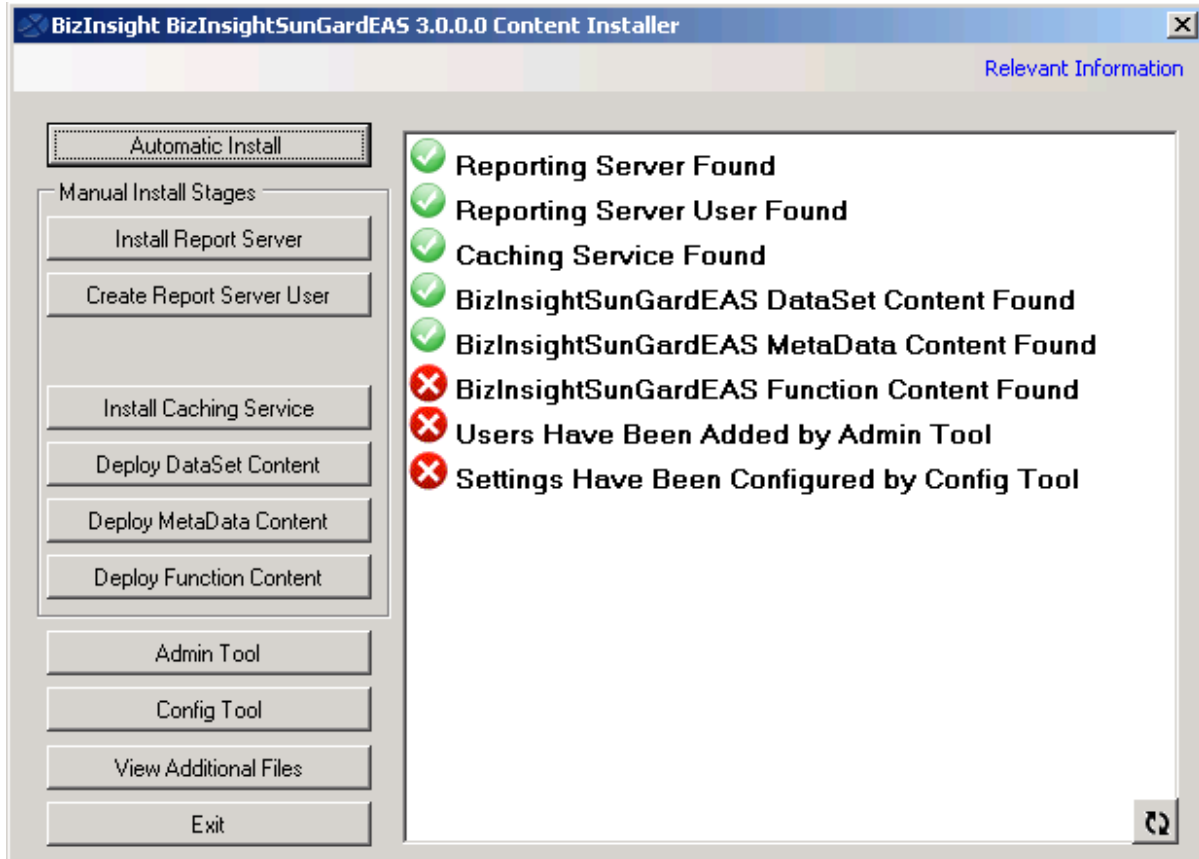 BizInsight BizInsightSunGardEAS 3.0.0.0 Content Installer
Relevant Information
Automatic Install
Manual Install Stages
Install Report Server
Create Report Server User
Install Caching Service
Deploy DataSet Content
Deploy MetaData Content
Deploy Function Content
Admin Tool
Config Tool
View Additional Files
Exit
Reporting Server Found
Reporting Server User Found
Caching Service Found
BizInsightSunGardEAS DataSet Content Found
BizInsightSunGardEAS MetaData Content Found
BizInsightSunGardEAS Function Content Found
Users Have Been Added by Admin Tool
Settings Have Been Configured by Config Tool